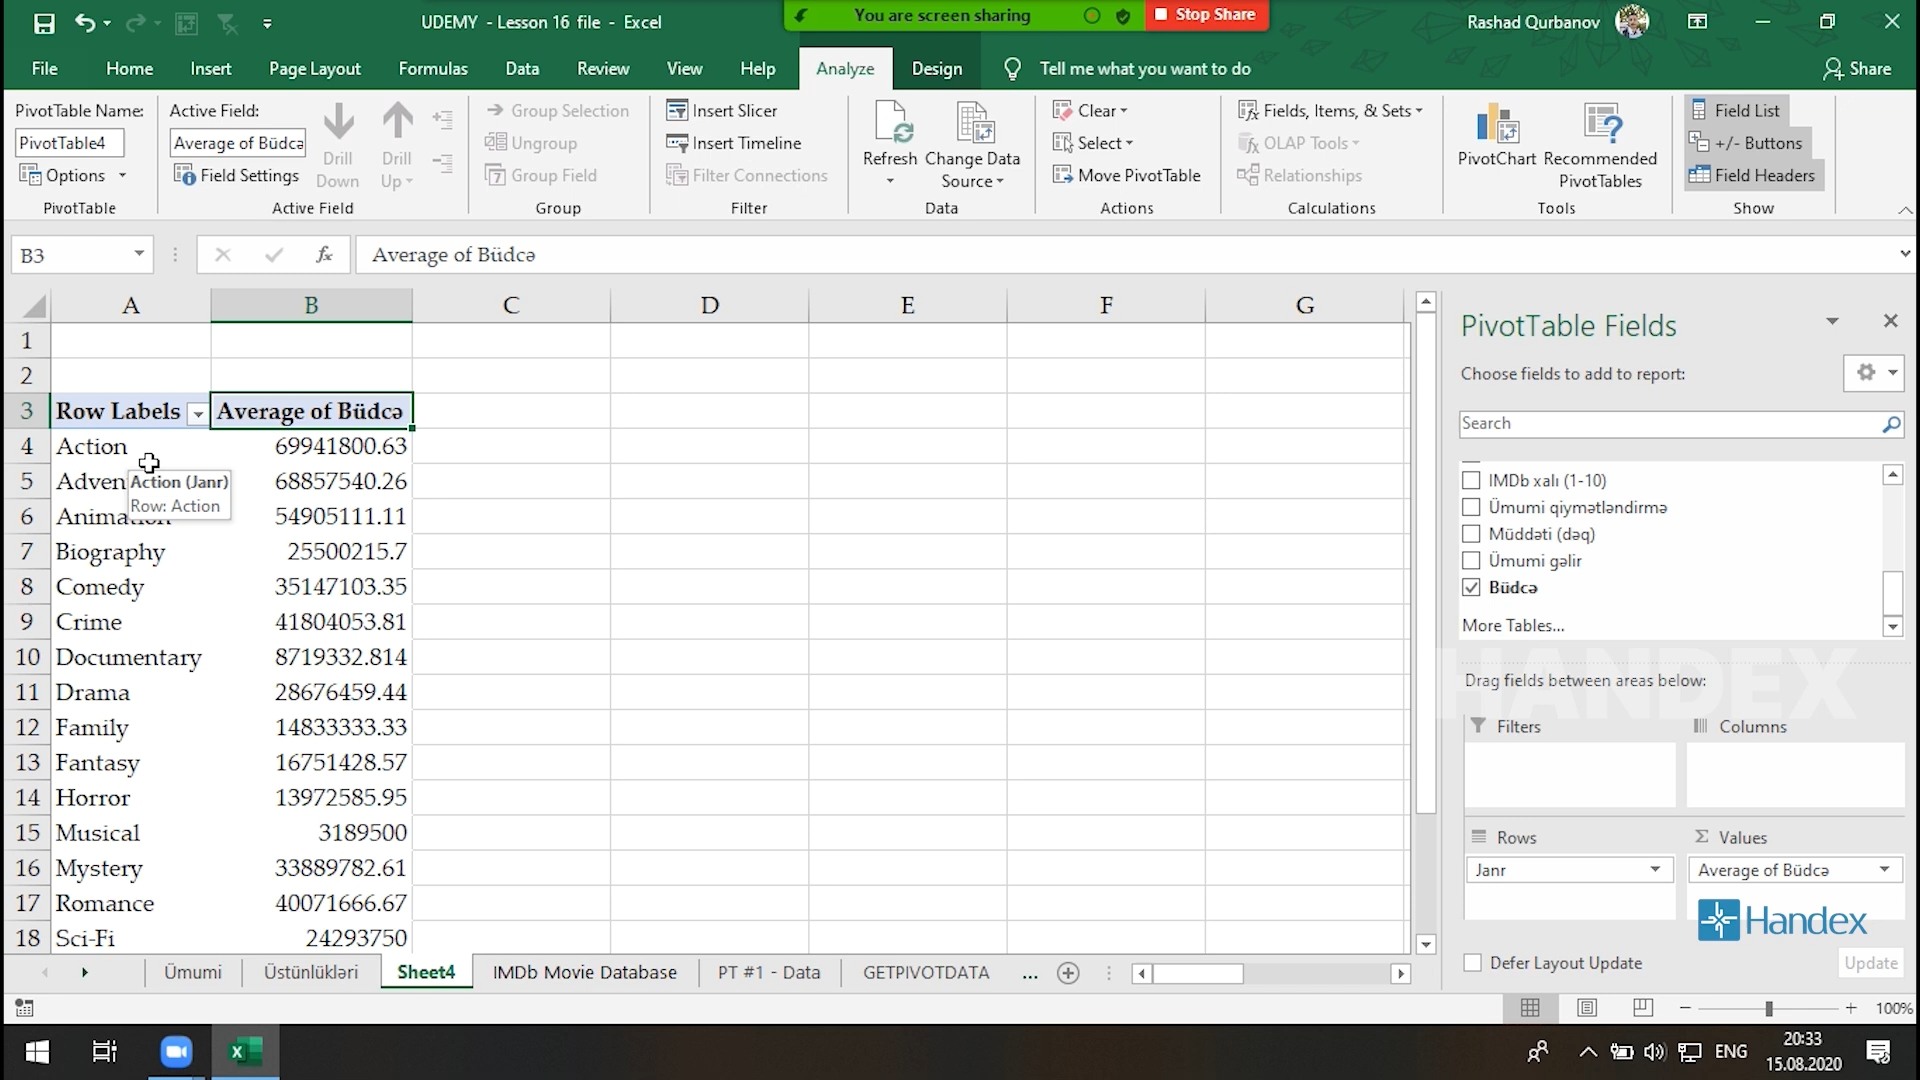 UDEMY - Lesson 16 file - Excel
You are screen sharing
Stop Share
Rashad Qurbanov
File Home Insert Page Layout Formulas Data Review View Help Analyze Design Tell me what you want to do Share
PivotTable Name:
PivotTable4
Options
PivotTable
Active Field:
Average of Büdcə
Field Settings
Drill Down
Drill Up
Active Field
Group Selection
Ungroup
Group Field
Group
Insert Slicer
Insert Timeline
Filter Connections
Filter
Refresh
Change Data Source
Data
Clear
Select
Move PivotTable
Actions
Fields, Items, & Sets
OLAP Tools
Relationships
Calculations
PivotChart
Recommended PivotTables
Tools
Field List
+/- Buttons
Field Headers
Show
B3
fx
Average of Büdcə
A B C D E F G
1
2
3 Row Labels Average of Büdcə
4 Action 69941800.63
5 Adven 68857540.26
Action (Janr)
Row: Action
6 Animation 54905111.11
7 Biography 25500215.7
8 Comedy 35147103.35
9 Crime 41804053.81
10 Documentary 8719332.814
11 Drama 28676459.44
12 Family 14833333.33
13 Fantasy 16751428.57
14 Horror 13972585.95
15 Musical 3189500
16 Mystery 33889782.61
17 Romance 40071666.67
18 Sci-Fi 24293750
PivotTable Fields
Choose fields to add to report:
Search
IMDb xalı (1-10)
Ümumi qiymətləndirmə
Müddəti (dəq)
Ümumi gəlir
Büdcə
More Tables...
HANDEX
Drag fields between areas below:
Filters
Columns
Rows
Σ Values
Janr
Average of Büdcə
Handex
Defer Layout Update
Update
Ümumi Üstünlükləri Sheet4 IMDb Movie Database PT #1 - Data GETPIVOTDATA ...
100%
ENG
20:33
15.08.2020